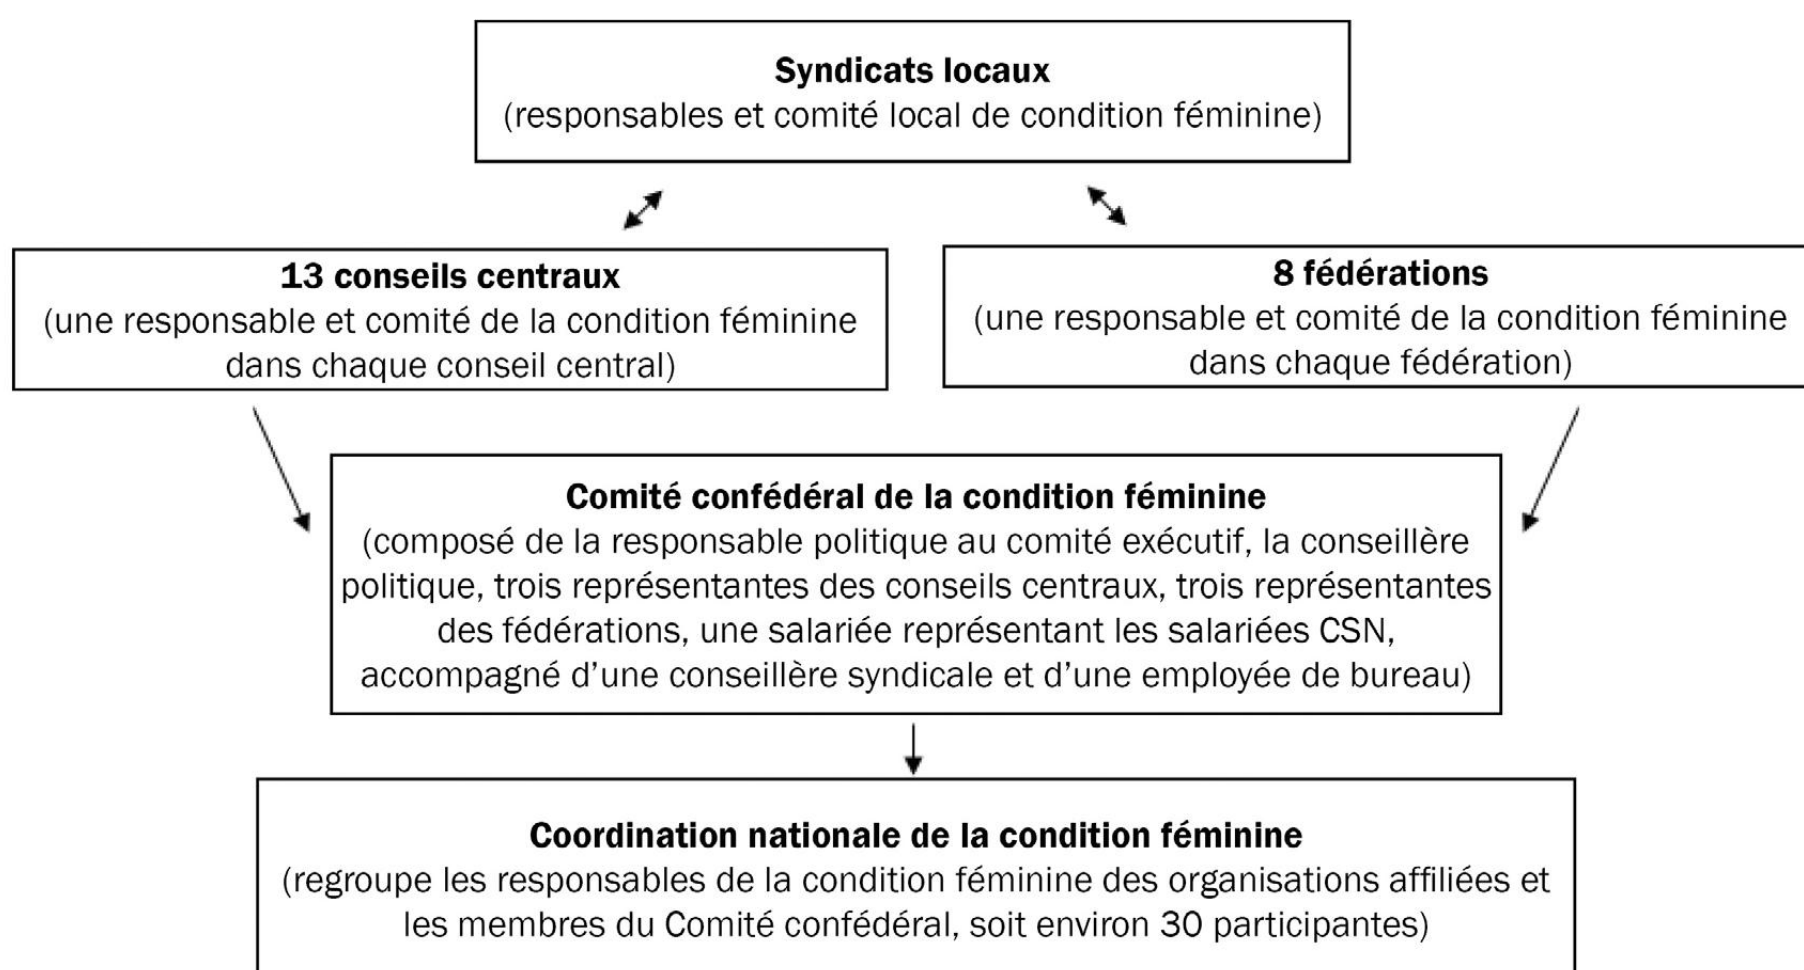 Syndicats locaux
(responsables et comité local de condition féminine)
13 conseils centraux
(une responsable et comité de la condition féminine
dans chaque conseil central)
8 fédérations
(une responsable et comité de la condition féminine
dans chaque fédération)
Comité confédéral de la condition féminine
(composé de la responsable politique au comité exécutif, la conseillère
politique, trois représentantes des conseils centraux, trois représentantes
des fédérations, une salariée représentant les salariées CSN,
accompagné d’une conseillère syndicale et d’une employée de bureau)
Coordination nationale de la condition féminine
(regroupe les responsables de la condition féminine des organisations affiliées et
les membres du Comité confédéral, soit environ 30 participantes)